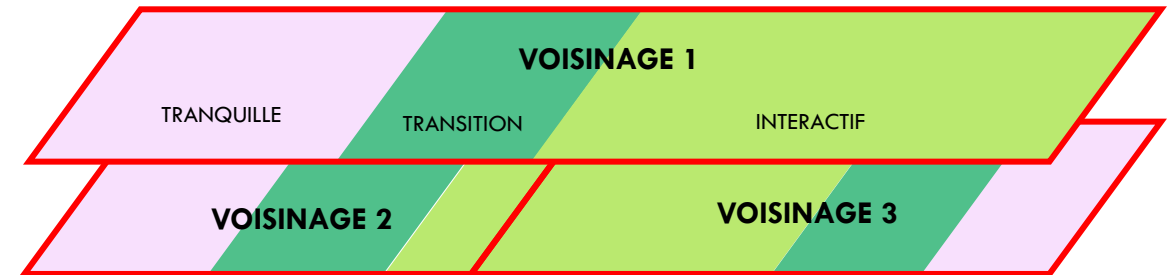 VOISINAGE 1
TRANQUILLE
TRANSITION
INTERACTIF
VOISINAGE 2
VOISINAGE 3